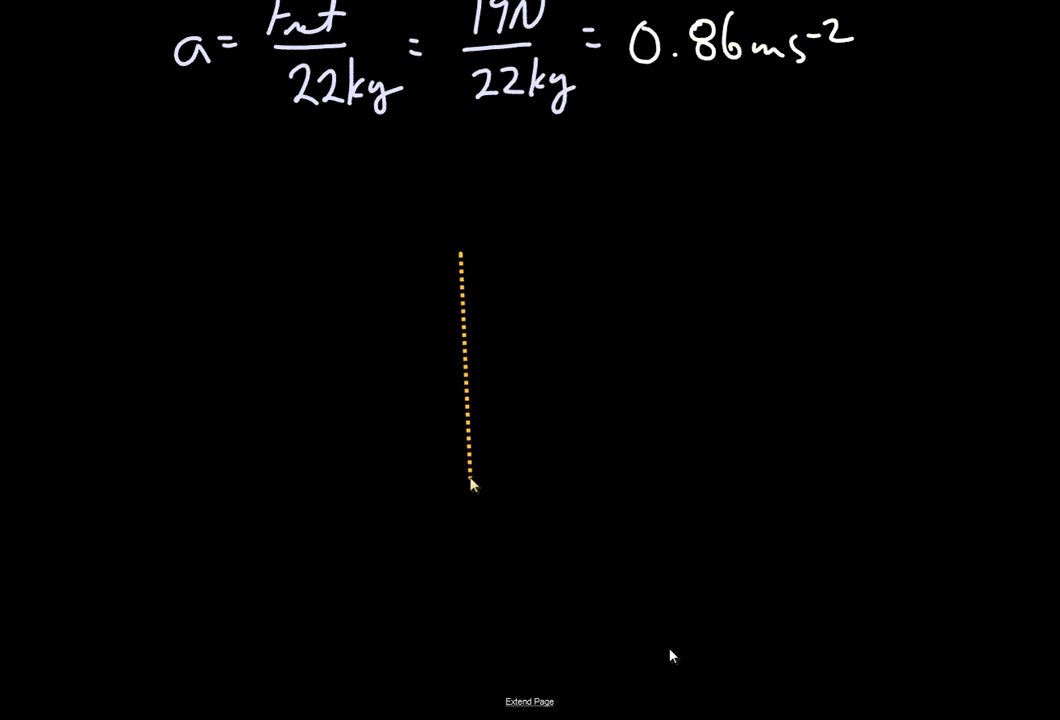 a = Fnet / 22kg = 19N / 22kg = 0.86ms⁻²
Extend Page